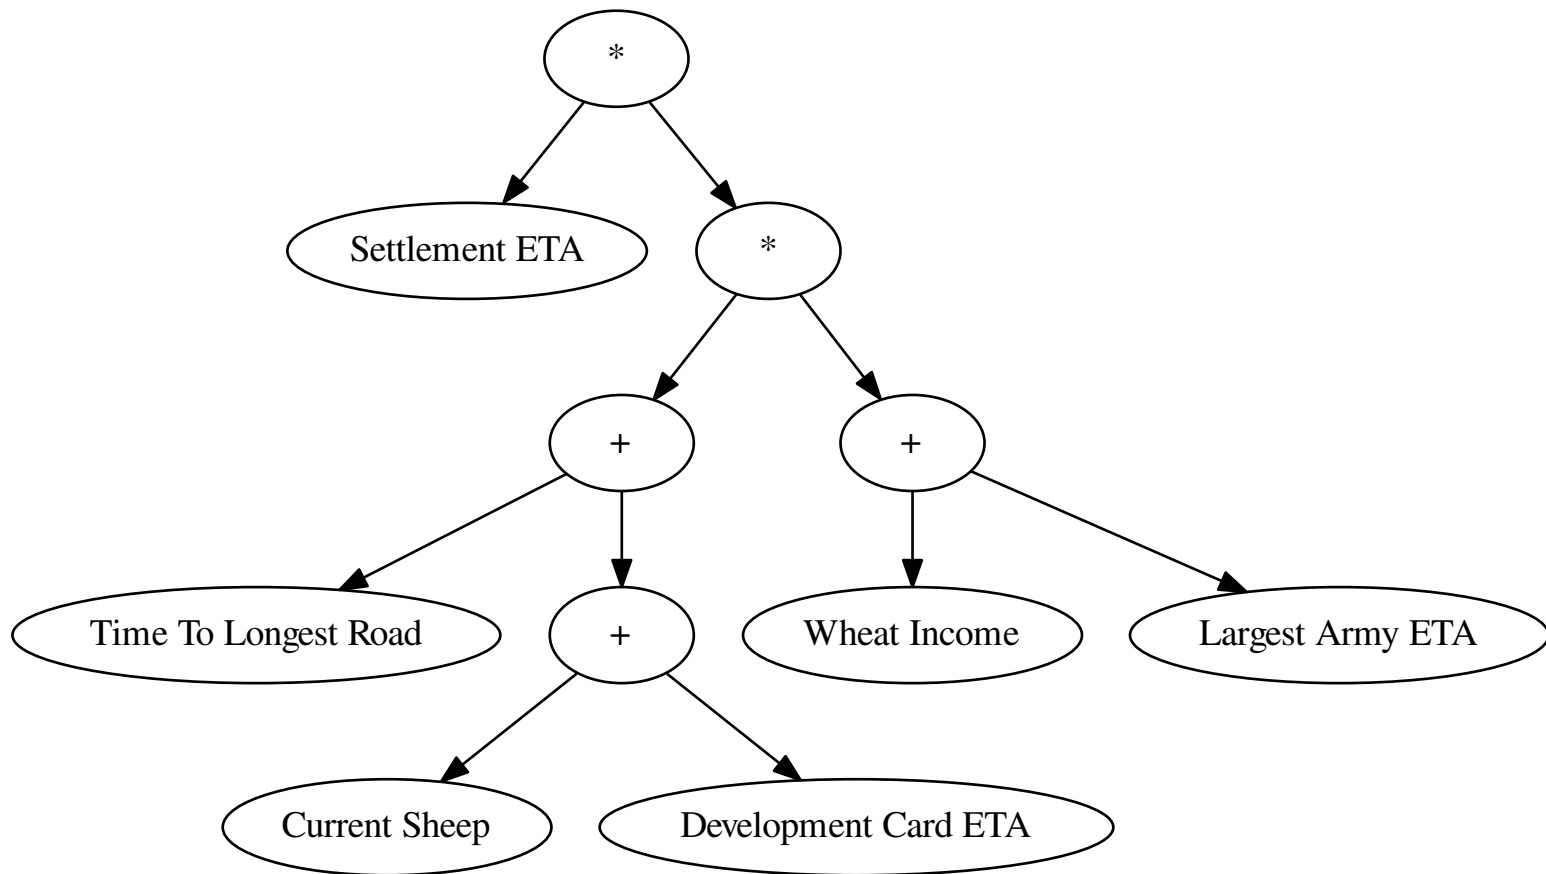 *
Settlement ETA
*
+
+
Time To Longest Road
+
Wheat Income
Largest Army ETA
Current Sheep
Development Card ETA